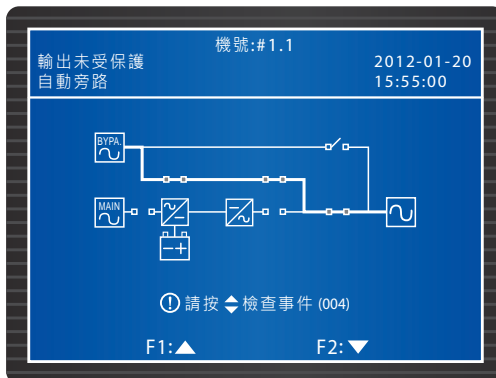 機號:#1.1
輸出未受保護
2012-01-20
自動旁路
15:55:00
BYPA.
MAIN
請按 檢查事件 (004)
F1: F2: